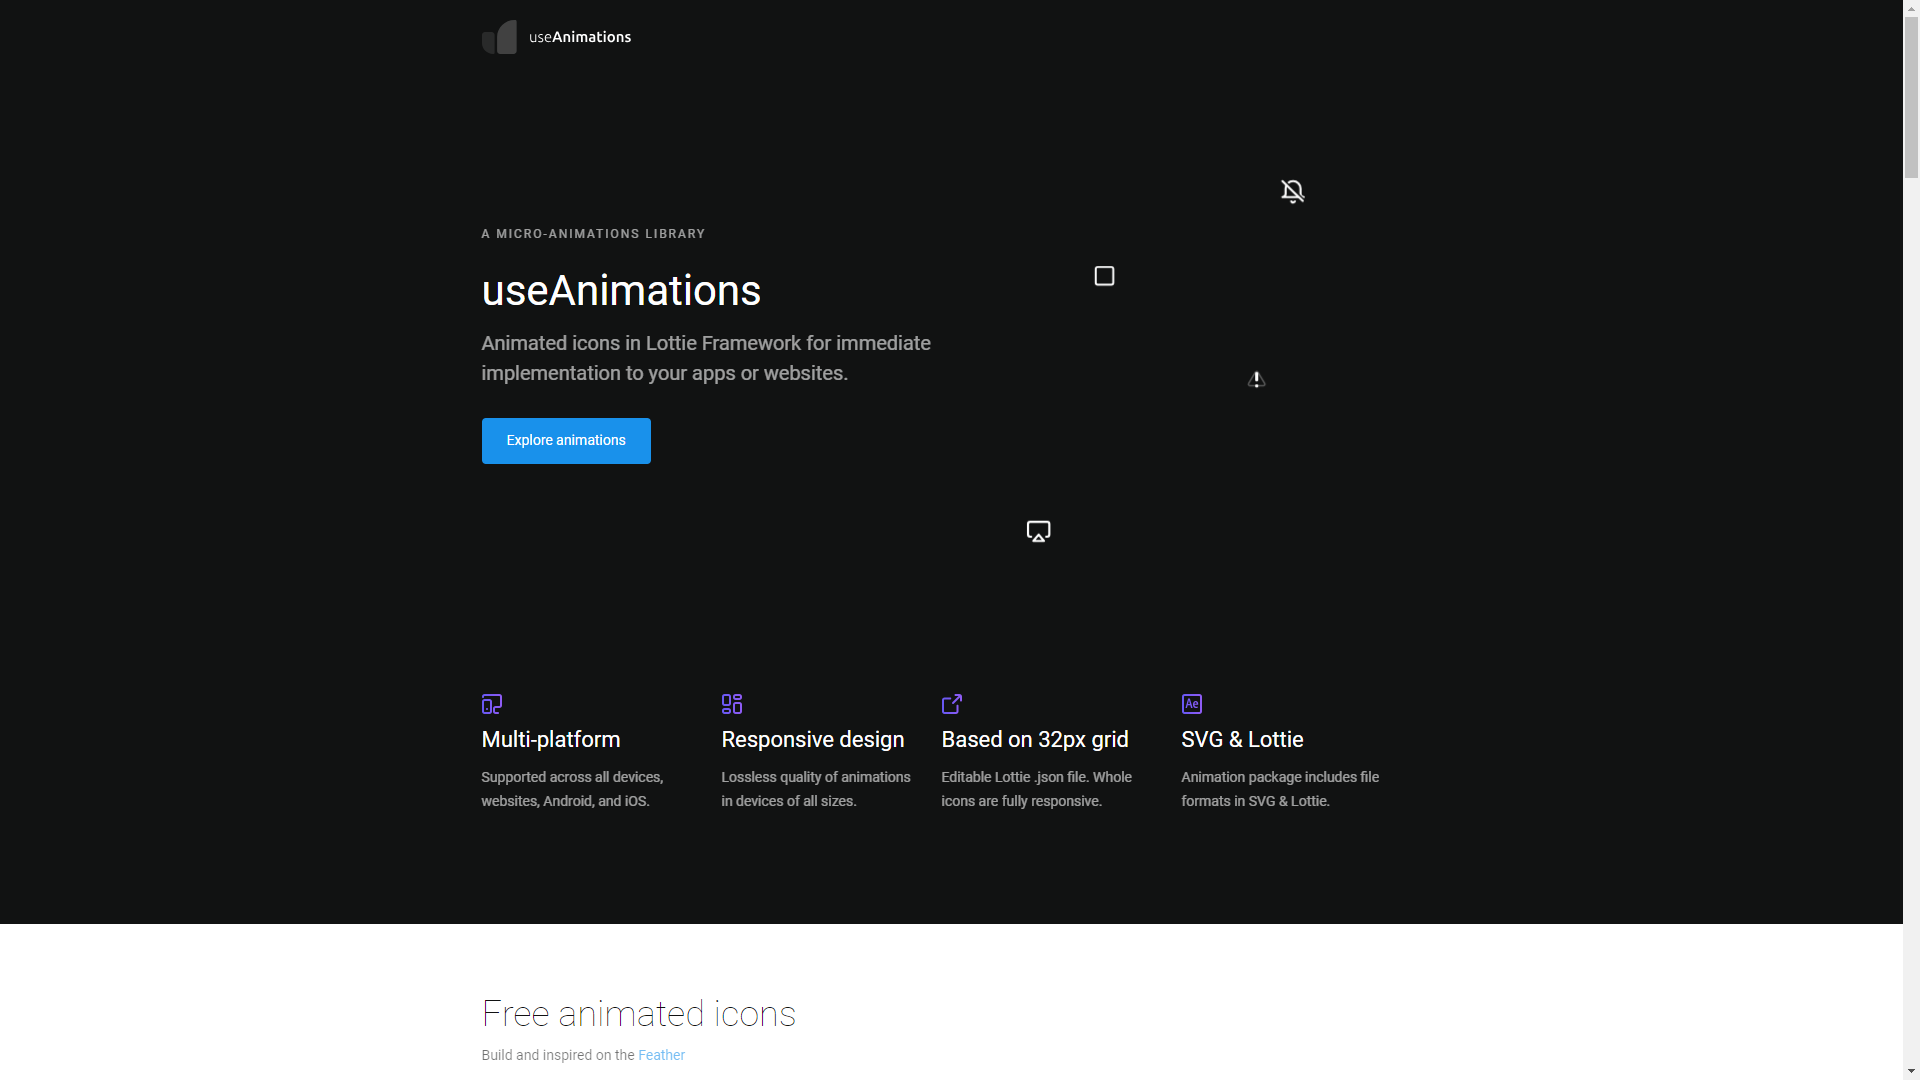 useAnimations
A MICRO-ANIMATIONS LIBRARY
useAnimations
Animated icons in Lottie Framework for immediate
implementation to your apps or websites.
Explore animations
Ae
Multi-platform
Supported across all devices,
websites, Android, and iOS.
Responsive design
Lossless quality of animations
in devices of all sizes.
Based on 32px grid
Editable Lottie .json file. Whole
icons are fully responsive.
SVG & Lottie
Animation package includes file
formats in SVG & Lottie.
Free animated icons
Build and inspired on the Feather